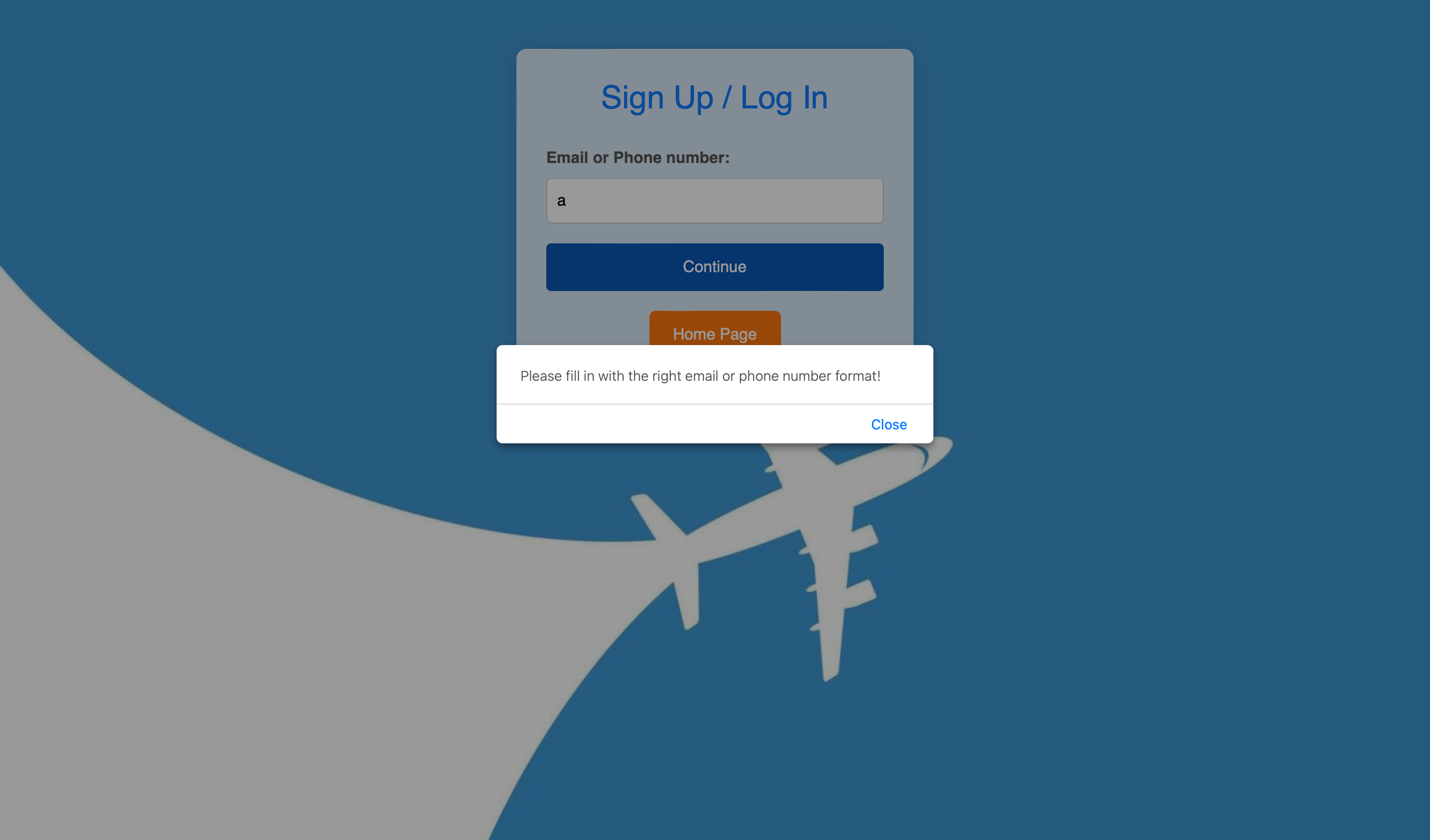 Sign Up / Log In
Email or Phone number:
a
Continue
Home Page
Please fill in with the right email or phone number format!
Close